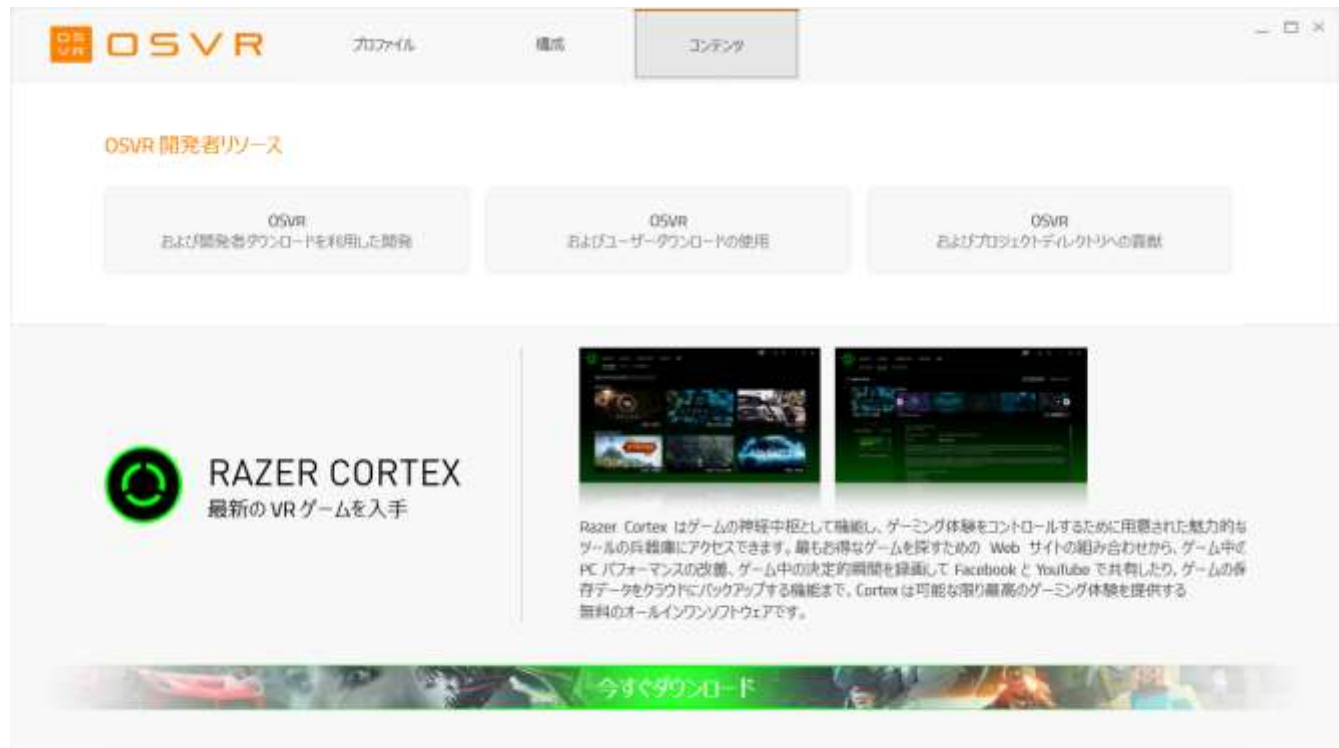 OSVR
OSVR
プロファイル
構成
コンテンツ
OSVR 開発者リソース
OSVR
および開発者ダウンロードを利用した開発
OSVR
およびユーザーダウンロードの使用
OSVR
およびプロジェクトディレクトリへの貢献
RAZER CORTEX
最新の VR ゲームを入手
Razer Cortex はゲームの神経中枢として機能し、ゲーミング体験をコントロールするために用意された魅力的な
ツールの兵器庫にアクセスできます。最もお得なゲームを探すための Web サイトの組み合わせから、ゲーム中の
PC パフォーマンスの改善、ゲーム中の決定的瞬間を録画して Facebook と YouTube で共有したり、ゲームの保
存データをクラウドにバックアップする機能まで、Cortex は可能な限り最高のゲーミング体験を提供する
無料のオールインワンソフトウェアです。
今すぐダウンロード